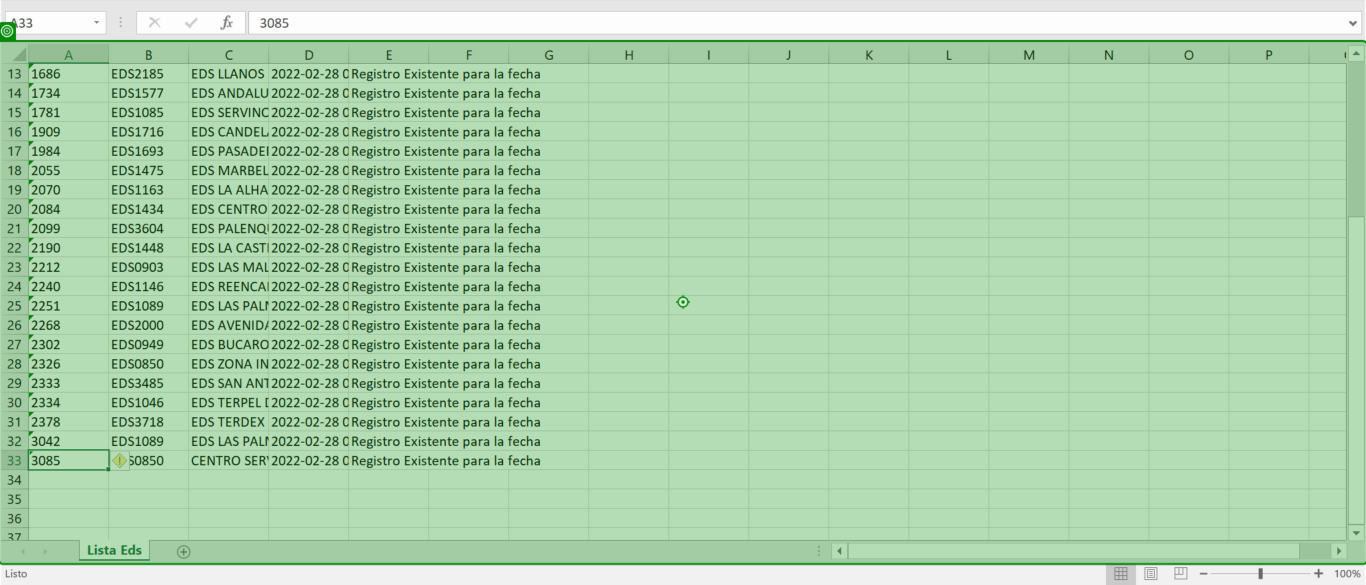 A33 fx 3085
A B C D E F G H I J K L M N O P
13 1686 EDS2185 EDS LLANOS 2022-02-28 0 Registro Existente para la fecha
14 1734 EDS1577 EDS ANDALU 2022-02-28 0 Registro Existente para la fecha
15 1781 EDS1085 EDS SERVINC 2022-02-28 0 Registro Existente para la fecha
16 1909 EDS1716 EDS CANDEL 2022-02-28 0 Registro Existente para la fecha
17 1984 EDS1693 EDS PASADE 2022-02-28 0 Registro Existente para la fecha
18 2055 EDS1475 EDS MARBEL 2022-02-28 0 Registro Existente para la fecha
19 2070 EDS1163 EDS LA ALHA 2022-02-28 0 Registro Existente para la fecha
20 2084 EDS1434 EDS CENTRO 2022-02-28 0 Registro Existente para la fecha
21 2099 EDS3604 EDS PALENQ 2022-02-28 0 Registro Existente para la fecha
22 2190 EDS1448 EDS LA CAST 2022-02-28 0 Registro Existente para la fecha
23 2212 EDS0903 EDS LAS MAL 2022-02-28 0 Registro Existente para la fecha
24 2240 EDS1146 EDS REENCA 2022-02-28 0 Registro Existente para la fecha
25 2251 EDS1089 EDS LAS PAL 2022-02-28 0 Registro Existente para la fecha
26 2268 EDS2000 EDS AVENIDA 2022-02-28 0 Registro Existente para la fecha
27 2302 EDS0949 EDS BUCARO 2022-02-28 0 Registro Existente para la fecha
28 2326 EDS0850 EDS ZONA IN 2022-02-28 0 Registro Existente para la fecha
29 2333 EDS3485 EDS SAN ANT 2022-02-28 0 Registro Existente para la fecha
30 2334 EDS1046 EDS TERPEL 2022-02-28 0 Registro Existente para la fecha
31 2378 EDS3718 EDS TERDEX 2022-02-28 0 Registro Existente para la fecha
32 3042 EDS1089 EDS LAS PAL 2022-02-28 0 Registro Existente para la fecha
33 3085 S0850 CENTRO SER 2022-02-28 0 Registro Existente para la fecha
34
35
36
37
Lista Eds
Listo 100%